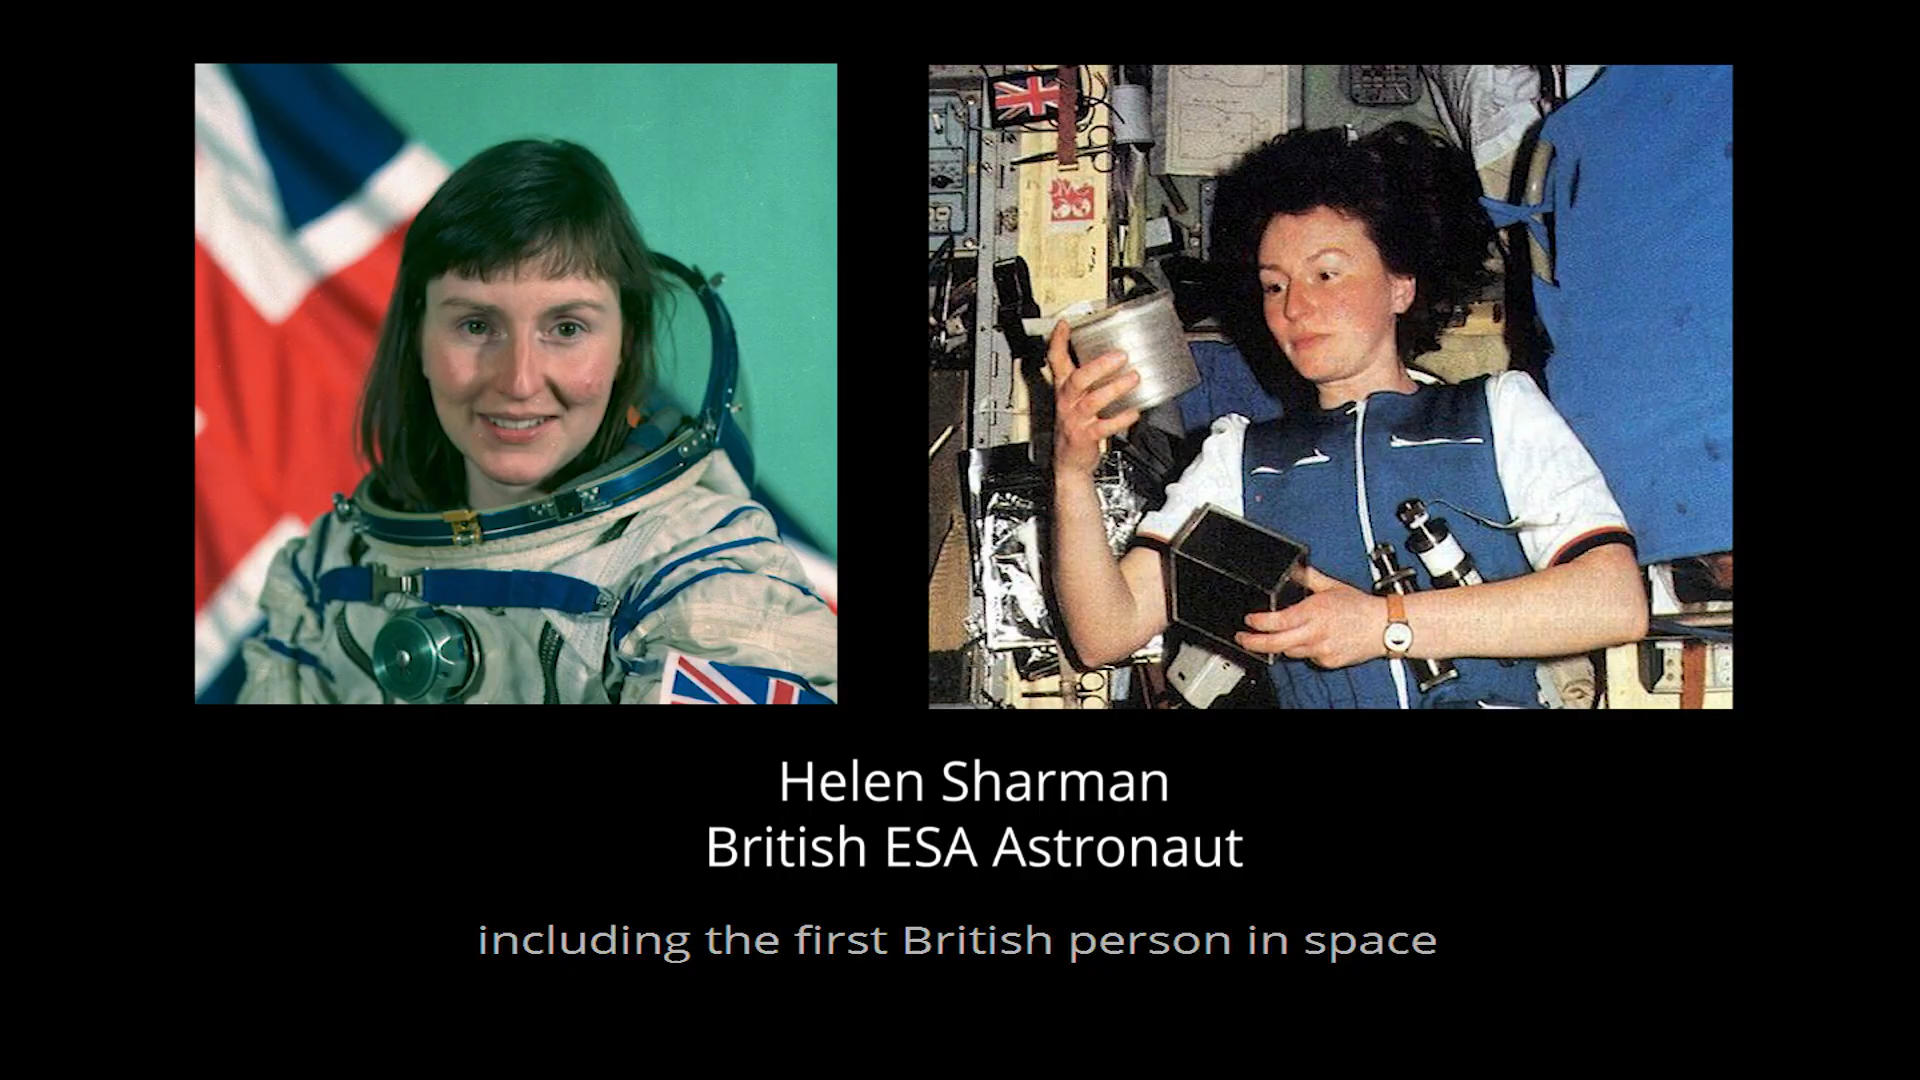 Helen Sharman
British ESA Astronaut
including the first British person in space